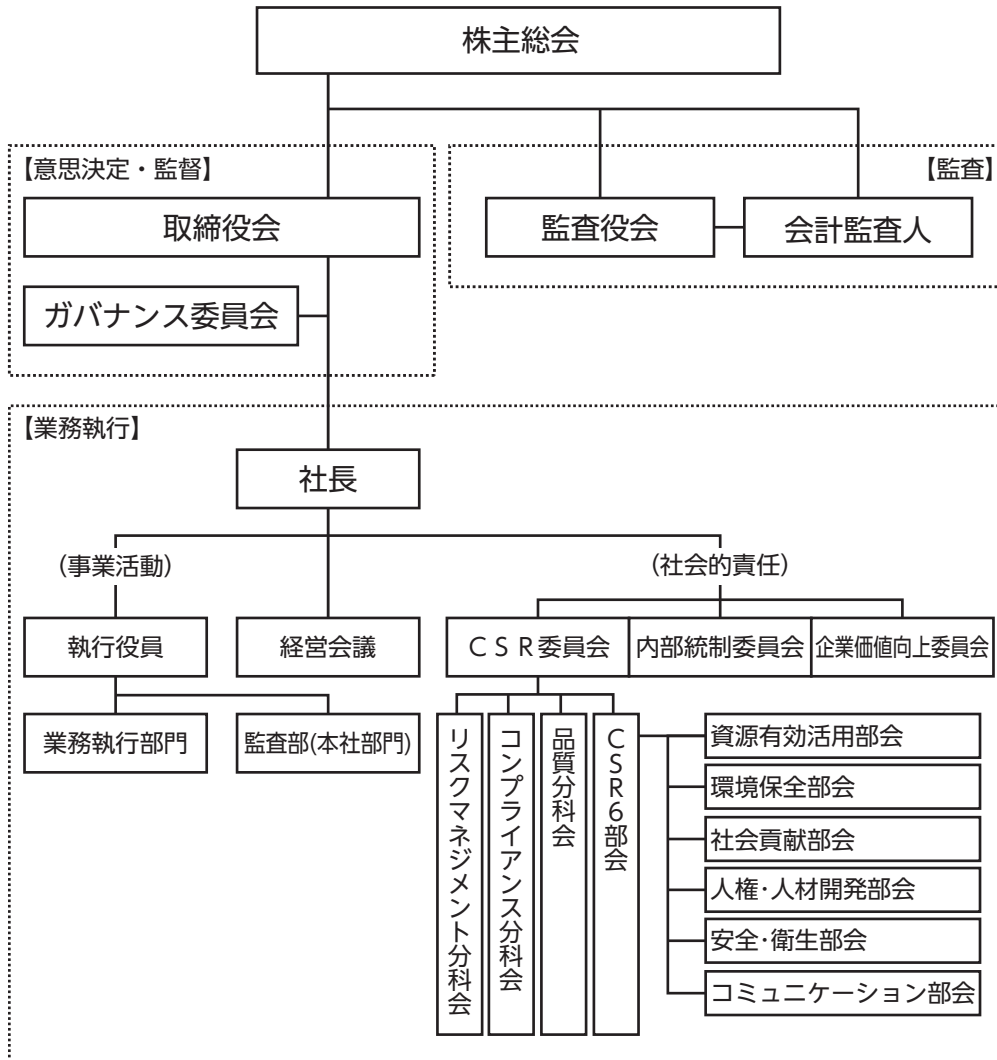 株主総会
【意思決定・監督】
【監査】
取締役会
監査役会
会計監査人
ガバナンス委員会
【業務執行】
社長
(事業活動)
(社会的責任)
執行役員
経営会議
CSR委員会
内部統制委員会
企業価値向上委員会
業務執行部門
監査部(本社部門)
リスクマネジメント分科会
コンプライアンス分科会
品質分科会
CSR6部会
資源有効活用部会
環境保全部会
社会貢献部会
人権・人材開発部会
安全・衛生部会
コミュニケーション部会